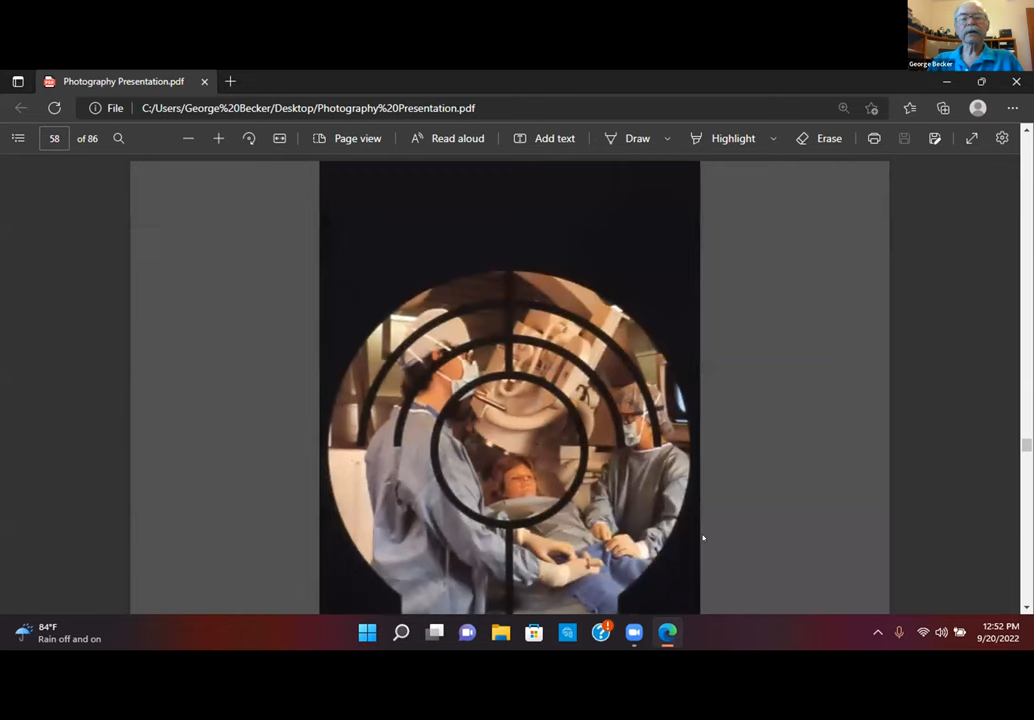 George Becker
Photography Presentation.pdf
File C:/Users/George%20Becker/Desktop/Photography%20Presentation.pdf
58 of 86 Page view Read aloud Add text Draw Highlight Erase
84°F
Rain off and on
12:52 PM
9/20/2022